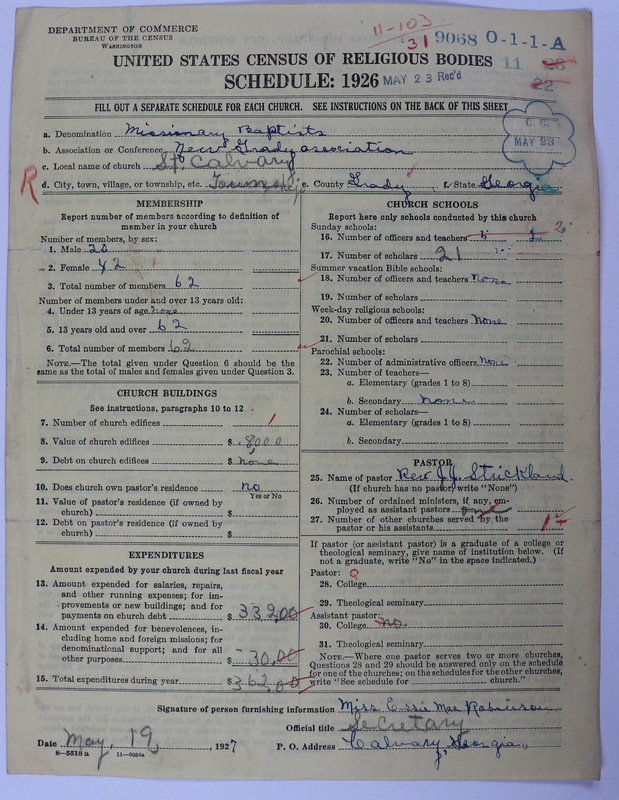 DEPARTMENT OF COMMERCE
BUREAU OF THE CENSUS
WASHINGTON
11-103
31 9068 0-1-1-A
UNITED STATES CENSUS OF RELIGIOUS BODIES 11 28
SCHEDULE: 1926 MAY 23 Rec'd 22
FILL OUT A SEPARATE SCHEDULE FOR EACH CHURCH. SEE INSTRUCTIONS ON THE BACK OF THIS SHEET
MAY 23
a. Denomination Missionary Baptists
b. Association or Conference New Grady association
c. Local name of church St Calvary
R d. City, town, village, or township, etc. Township e. County Grady f. State Georgia
MEMBERSHIP
Report number of members according to definition of
member in your church
Number of members, by sex:
1. Male 20
2. Female 42
3. Total number of members 62
Number of members under and over 13 years old:
4. Under 13 years of age none
5. 13 years old and over 62
6. Total number of members 62
NOTE.—The total given under Question 6 should be the
same as the total of males and females given under Question 3.
CHURCH BUILDINGS
See instructions, paragraphs 10 to 12
7. Number of church edifices 1
8. Value of church edifices $ 8000
9. Debt on church edifices $ none
10. Does church own pastor's residence no
Yes or No
11. Value of pastor's residence (if owned by
church) $
12. Debt on pastor's residence (if owned by
church) $
EXPENDITURES
Amount expended by your church during last fiscal year
13. Amount expended for salaries, repairs,
and other running expenses; for im-
provements or new buildings; and for
payments on church debt $ 332,00
14. Amount expended for benevolences, in-
cluding home and foreign missions; for
denominational support; and for all
other purposes $ 30,00
15. Total expenditures during year $ 362,00
CHURCH SCHOOLS
Report here only schools conducted by this church
Sunday schools:
16. Number of officers and teachers 5 2 2
17. Number of scholars 21
Summer vacation Bible schools:
18. Number of officers and teachers None
19. Number of scholars
Week-day religious schools:
20. Number of officers and teachers None
21. Number of scholars
Parochial schools:
22. Number of administrative officers None
23. Number of teachers—
a. Elementary (grades 1 to 8)
b. Secondary None
24. Number of scholars—
a. Elementary (grades 1 to 8)
b. Secondary
PASTOR
25. Name of pastor Rev J.J. Strickland
(If church has no pastor, write "None")
26. Number of ordained ministers, if any, em-
ployed as assistant pastors
27. Number of other churches served by the
pastor or his assistants 1+
If pastor (or assistant pastor) is a graduate of a college or
theological seminary, give name of institution below. (If
not a graduate, write "No" in the space indicated.)
Pastor:
28. College
29. Theological seminary
Assistant pastor:
30. College no.
31. Theological seminary
NOTE.—Where one pastor serves two or more churches,
Questions 28 and 29 should be answered only on the schedule
for one of the churches; on the schedules for the other churches,
write "See schedule for church."
Signature of person furnishing information Miss Essie Mae Robinson
Official title Secretary
Date May, 19, 1927 P. O. Address Calvary, Georgia
8-5518a 11-9084a